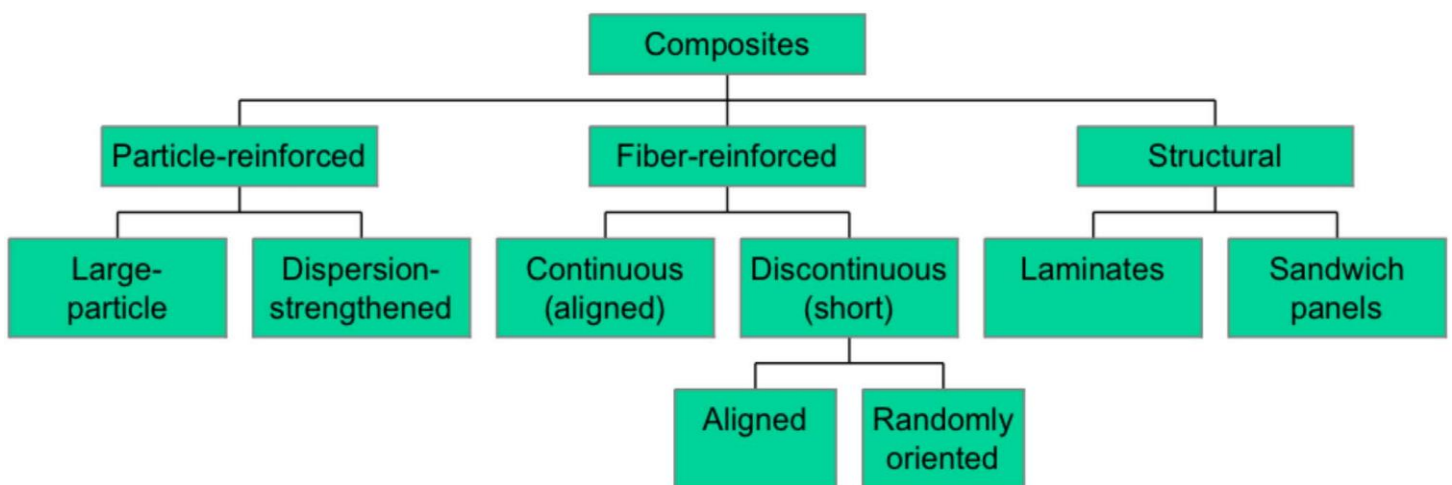 Composites
Particle-reinforced
Fiber-reinforced
Structural
Large-
particle
Dispersion-
strengthened
Continuous
(aligned)
Discontinuous
(short)
Laminates
Sandwich
panels
Aligned
Randomly
oriented